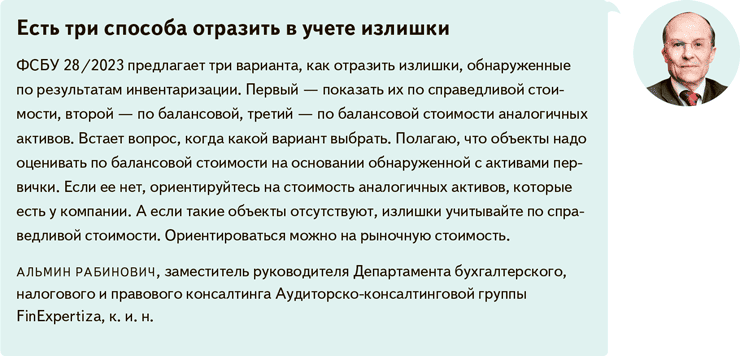 Есть три способа отразить в учете излишки
ФСБУ 28/2023 предлагает три варианта, как отразить излишки, обнаруженные
по результатам инвентаризации. Первый — показать их по справедливой стои-
мости, второй — по балансовой, третий — по балансовой стоимости аналогичных
активов. Встает вопрос, когда какой вариант выбрать. Полагаю, что объекты надо
оценивать по балансовой стоимости на основании обнаруженной с активами пер-
вички. Если ее нет, ориентируйтесь на стоимость аналогичных активов, которые
есть у компании. А если такие объекты отсутствуют, излишки учитывайте по спра-
ведливой стоимости. Ориентироваться можно на рыночную стоимость.
АЛЬМИН РАБИНОВИЧ, заместитель руководителя Департамента бухгалтерского,
налогового и правового консалтинга Аудиторско-консалтинговой группы
FinExpertiza, к. и. н.